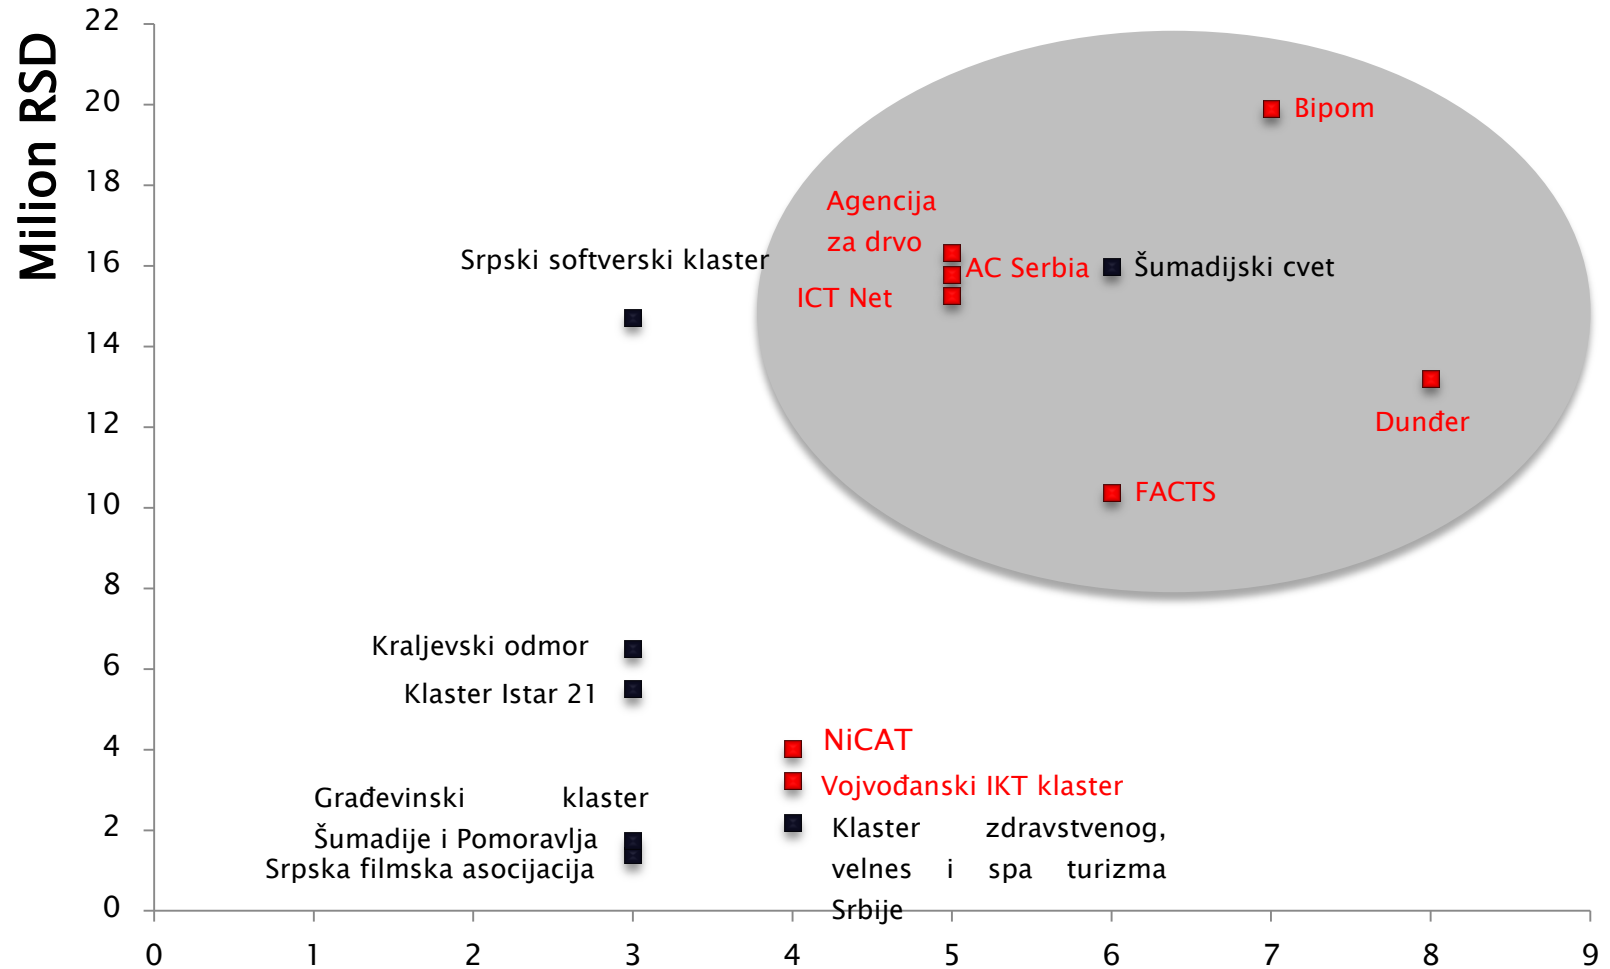 Milion RSD
22
20
18
16
14
12
10
8
6
4
2
0
Bipom
Agencija
za drvo
Srpski softverski klaster
AC Serbia
Šumadijski cvet
ICT Net
Dunđer
FACTS
Kraljevski odmor
Klaster Istar 21
NiCAT
Vojvođanski IKT klaster
Građevinski klaster
Šumadije i Pomoravlja
Srpska filmska asocijacija
Klaster zdravstvenog,
velnes i spa turizma
Srbije
0 1 2 3 4 5 6 7 8 9